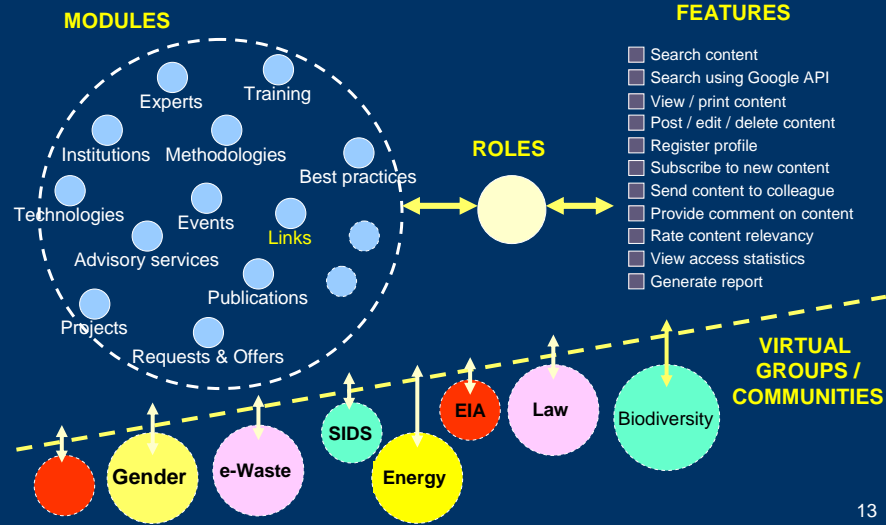 MODULES
Experts
Training
Institutions
Methodologies
Best practices
Technologies
Events
Links
Advisory services
Publications
Projects
Requests & Offers
ROLES
FEATURES
Search content
Search using Google API
View / print content
Post / edit / delete content
Register profile
Subscribe to new content
Send content to colleague
Provide comment on content
Rate content relevancy
View access statistics
Generate report
VIRTUAL
GROUPS /
COMMUNITIES
Gender
e-Waste
SIDS
Energy
EIA
Law
Biodiversity
13